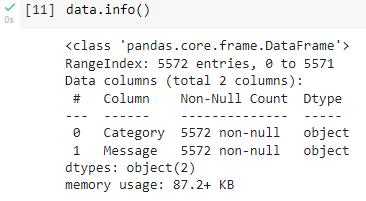 [11] data.info()
0s
<class 'pandas.core.frame.DataFrame'>
RangeIndex: 5572 entries, 0 to 5571
Data columns (total 2 columns):
 #   Column    Non-Null Count  Dtype
---  ------    --------------  -----
 0   Category  5572 non-null   object
 1   Message   5572 non-null   object
dtypes: object(2)
memory usage: 87.2+ KB